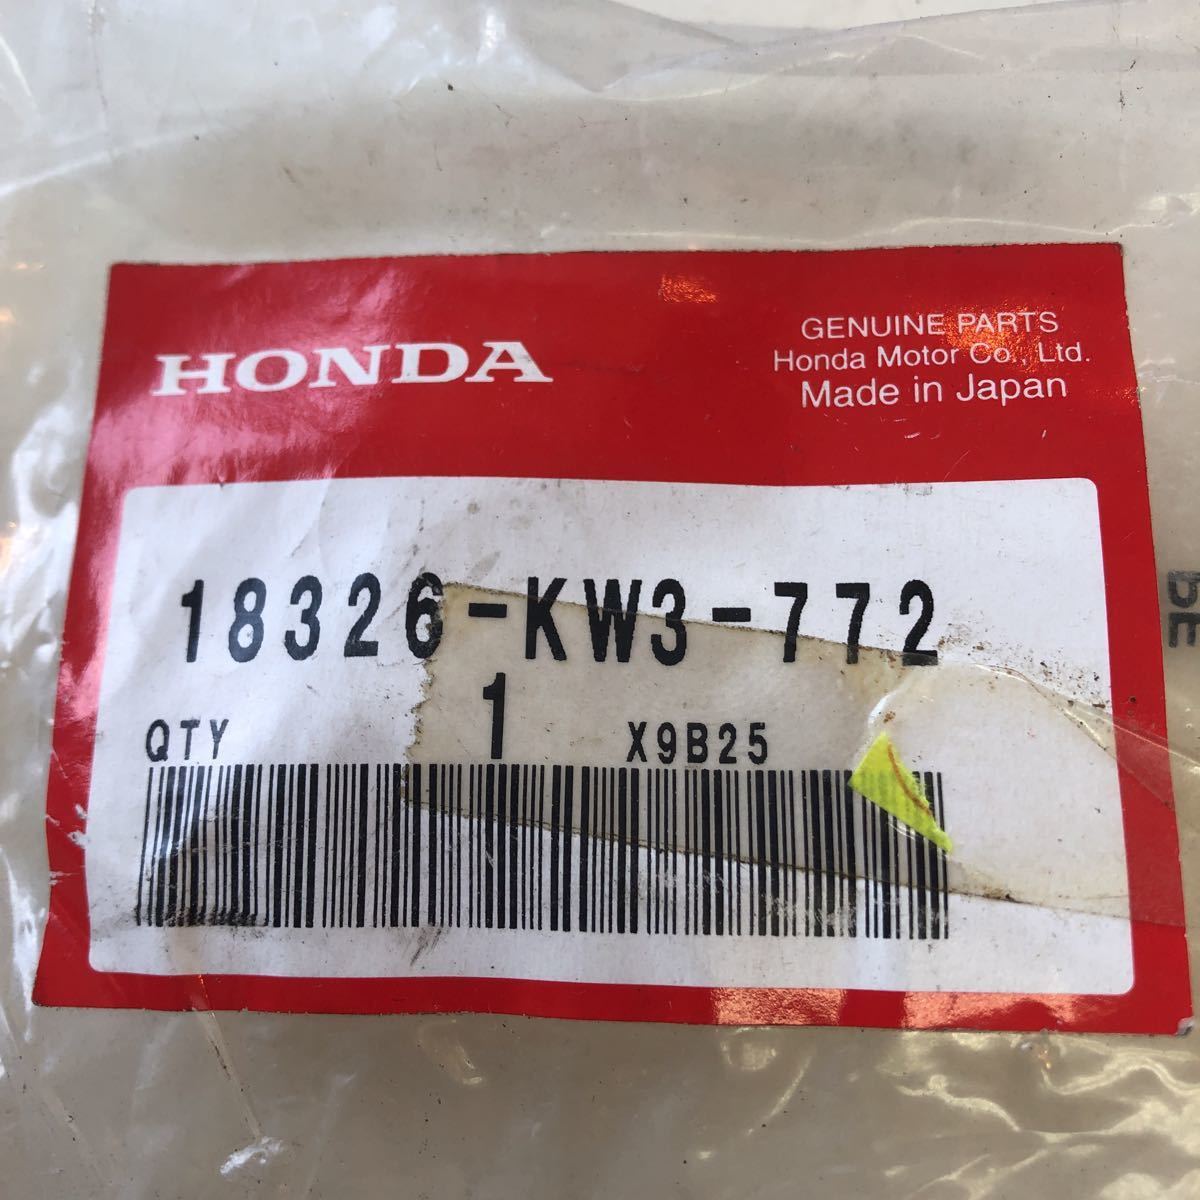 HONDA
GENUINE PARTS
Honda Motor Co., Ltd.
Made in Japan
18326-KW3-772
QTY 1 X9B25